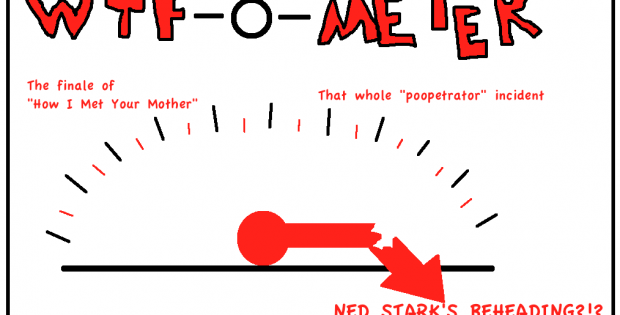 WTF-O-METER
The finale of
"How I Met Your Mother"
That whole "poopetrator" incident
NED STARK'S BEHEADING?!?